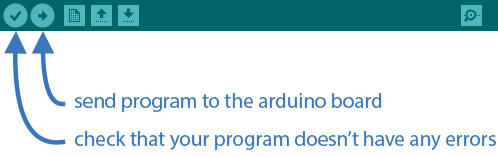 send program to the arduino board
check that your program doesn't have any errors